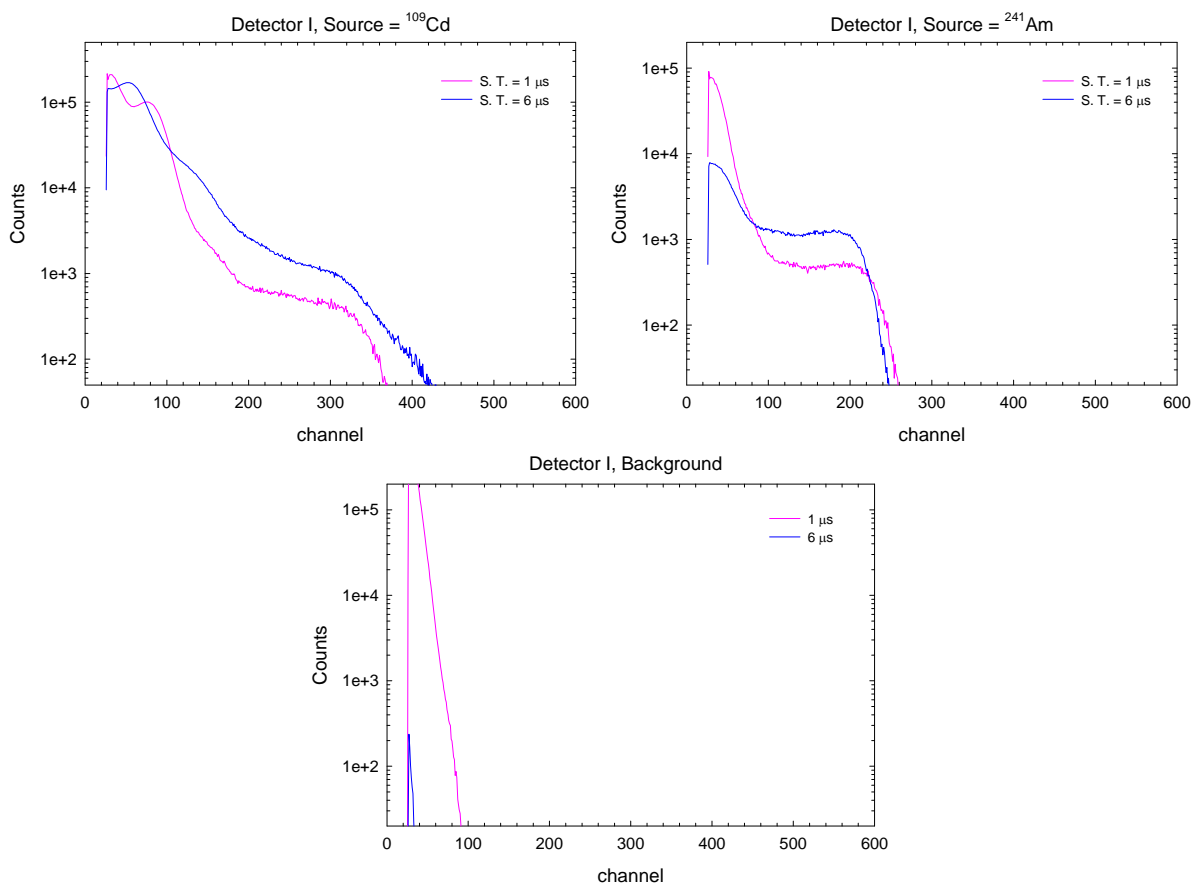 Detector I, Source = ¹⁰⁹Cd
S. T. = 1 μs
S. T. = 6 μs
1e+5
1e+4
1e+3
1e+2
Counts
0 100 200 300 400 500 600
channel
Detector I, Source = ²⁴¹Am
S. T. = 1 μs
S. T. = 6 μs
1e+5
1e+4
1e+3
1e+2
Counts
0 100 200 300 400 500 600
channel
Detector I, Background
1 μs
6 μs
1e+5
1e+4
1e+3
1e+2
Counts
0 100 200 300 400 500 600
channel